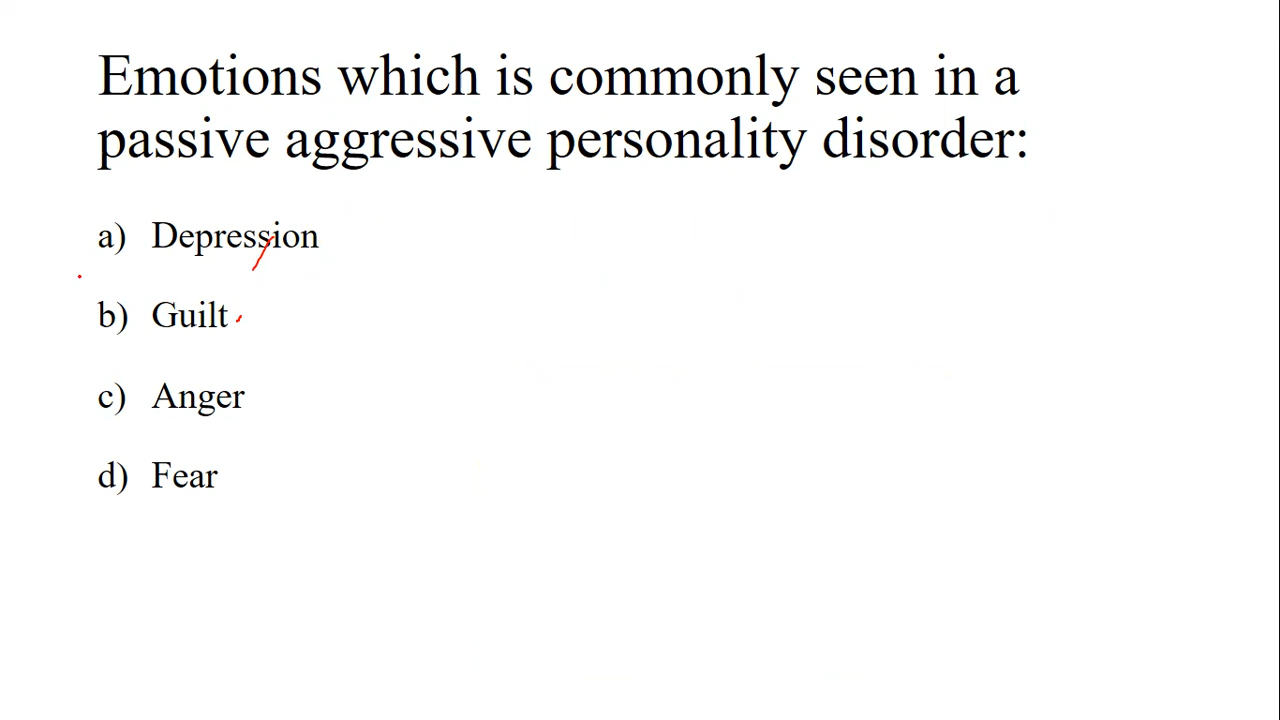 Emotions which is commonly seen in a
passive aggressive personality disorder:
a) Depression
b) Guilt
c) Anger
d) Fear